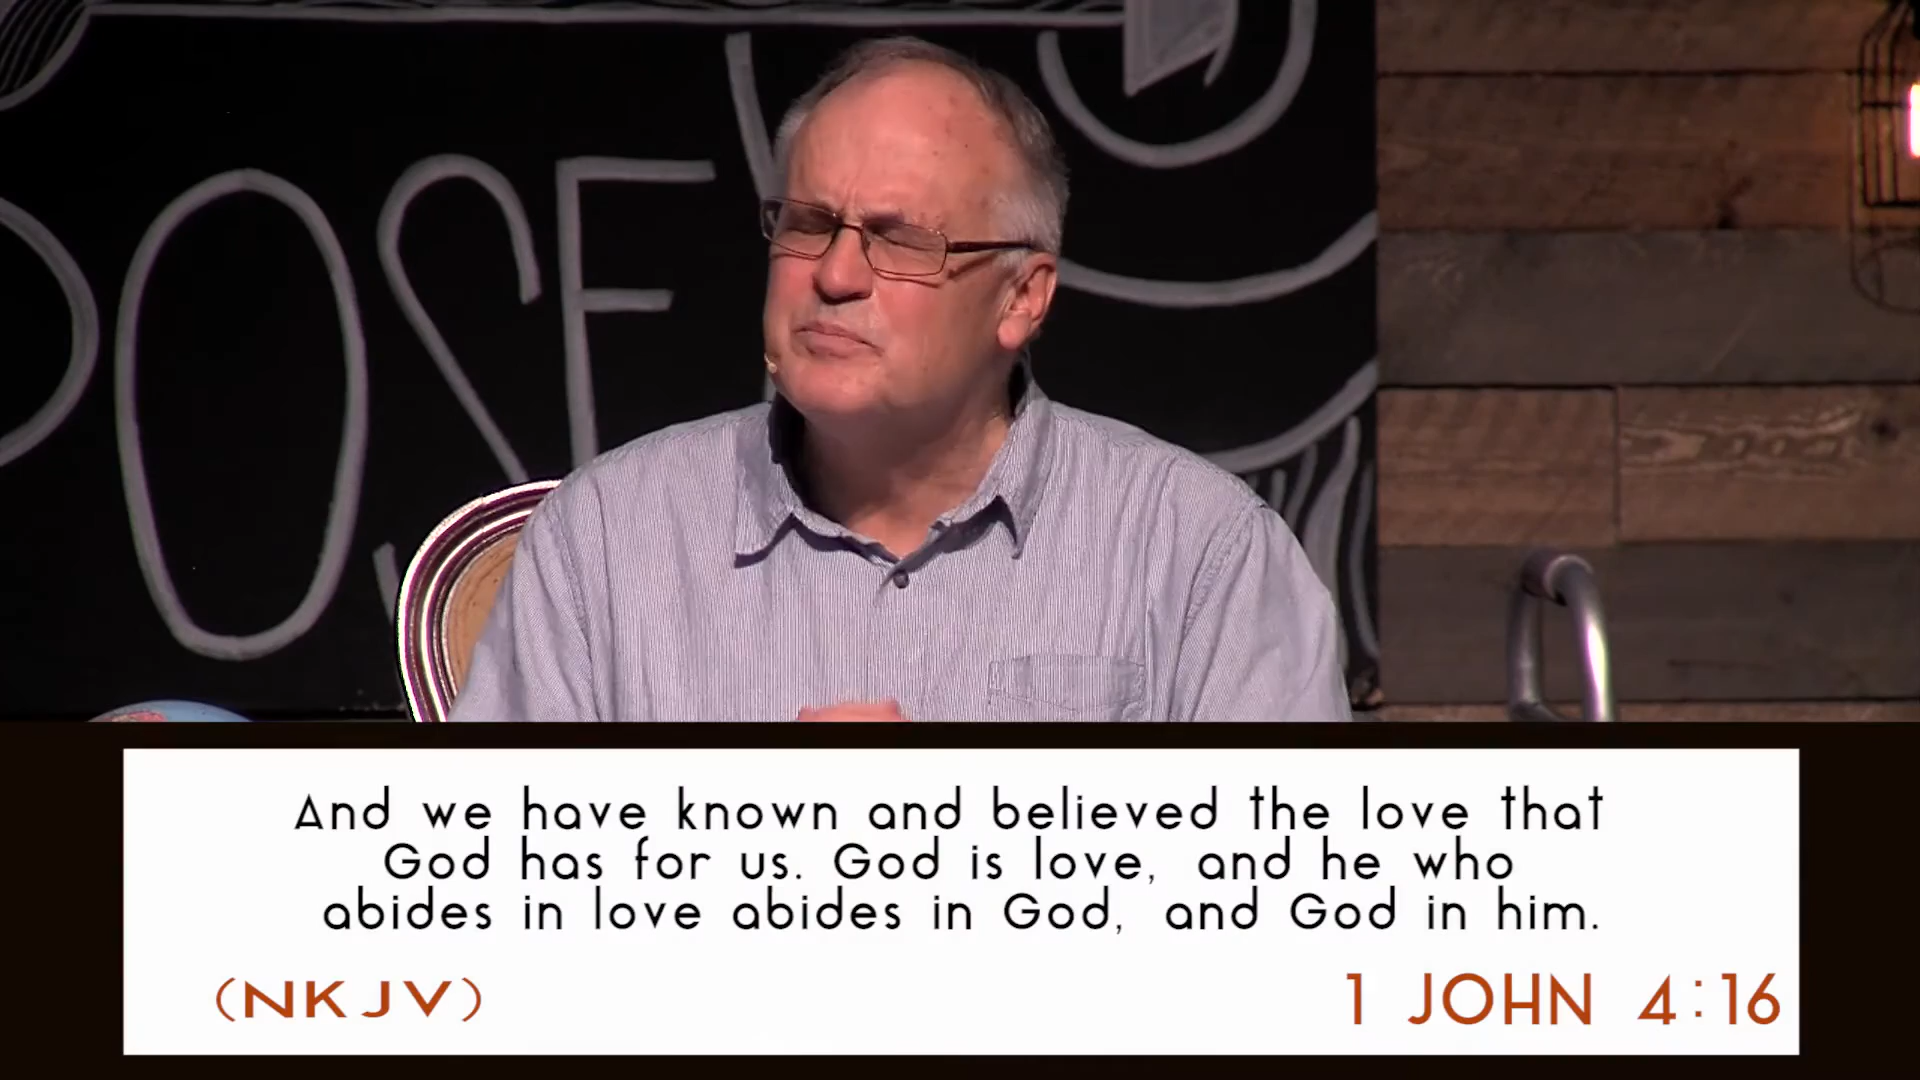 POSE
And we have known and believed the love that
God has for us. God is love, and he who
abides in love abides in God, and God in him.
(NKJV)
1 JOHN 4:16